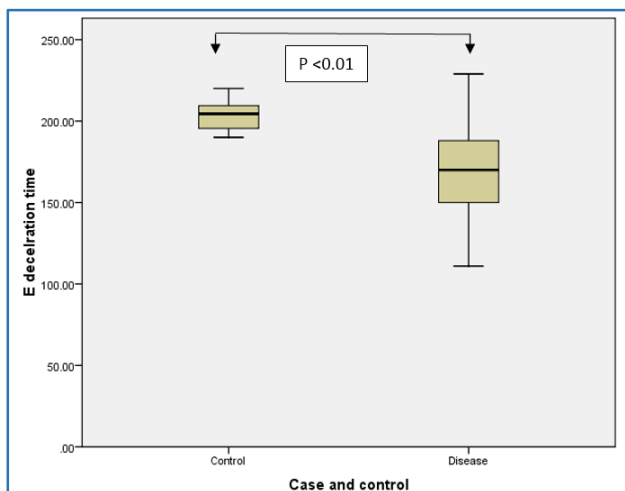 250.00
P <0.01
200.00
150.00
100.00
50.00
.00
E decelration time
Control
Disease
Case and control